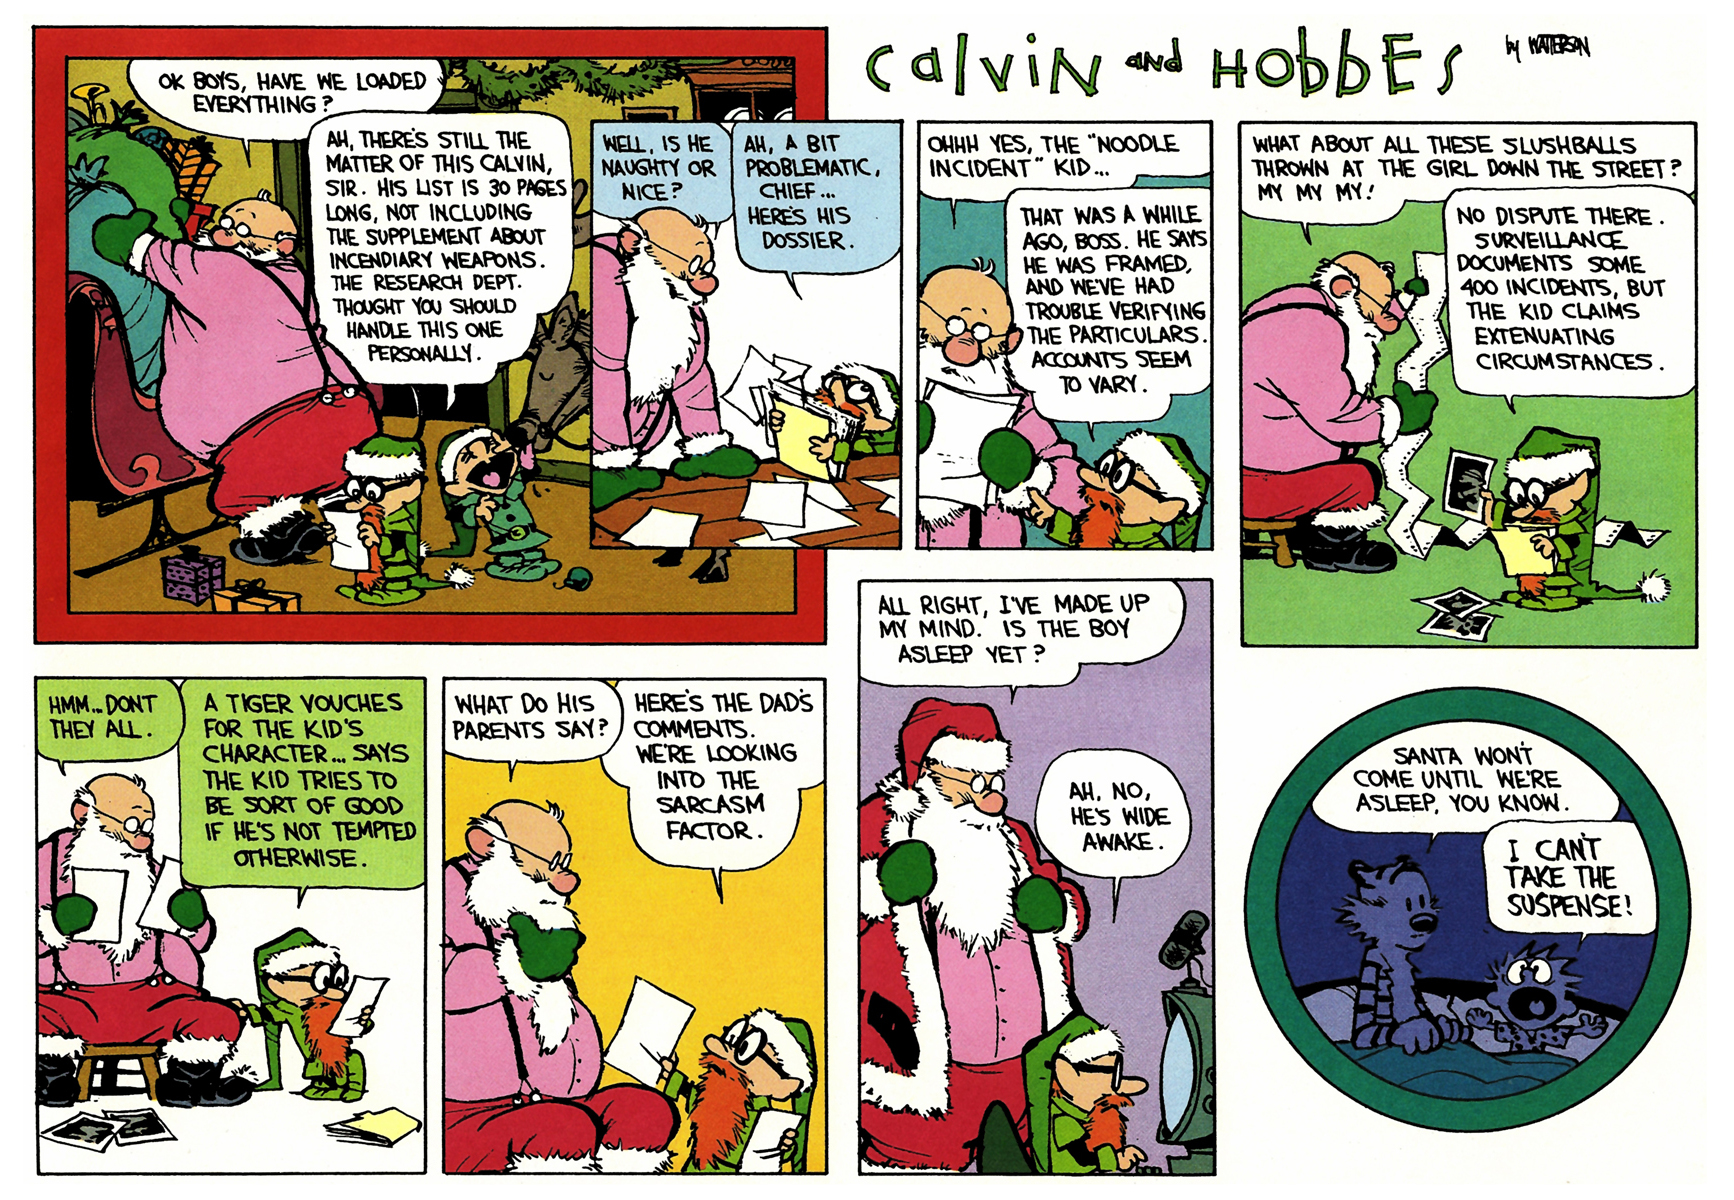 CALVIN AND HOBBES
by WATTERSON
OK BOYS, HAVE WE LOADED
EVERYTHING?
AH, THERE'S STILL THE
MATTER OF THIS CALVIN,
SIR. HIS LIST IS 30 PAGES
LONG, NOT INCLUDING
THE SUPPLEMENT ABOUT
INCENDIARY WEAPONS.
THE RESEARCH DEPT.
THOUGHT YOU SHOULD
HANDLE THIS ONE
PERSONALLY.
WELL, IS HE
NAUGHTY OR
NICE?
AH, A BIT
PROBLEMATIC,
CHIEF...
HERE'S HIS
DOSSIER.
OHHH YES, THE "NOODLE
INCIDENT" KID...
THAT WAS A WHILE
AGO, BOSS. HE SAYS
HE WAS FRAMED,
AND WE'VE HAD
TROUBLE VERIFYING
THE PARTICULARS.
ACCOUNTS SEEM
TO VARY.
WHAT ABOUT ALL THESE SLUSHBALLS
THROWN AT THE GIRL DOWN THE STREET?
MY MY MY!
NO DISPUTE THERE.
SURVEILLANCE
DOCUMENTS SOME
400 INCIDENTS, BUT
THE KID CLAIMS
EXTENUATING
CIRCUMSTANCES.
HMM...DON'T
THEY ALL.
A TIGER VOUCHES
FOR THE KID'S
CHARACTER... SAYS
THE KID TRIES TO
BE SORT OF GOOD
IF HE'S NOT TEMPTED
OTHERWISE.
WHAT DO HIS
PARENTS SAY?
HERE'S THE DAD'S
COMMENTS.
WE'RE LOOKING
INTO THE
SARCASM
FACTOR.
ALL RIGHT, I'VE MADE UP
MY MIND. IS THE BOY
ASLEEP YET?
AH, NO,
HE'S WIDE
AWAKE.
SANTA WON'T
COME UNTIL WE'RE
ASLEEP, YOU KNOW.
I CAN'T
TAKE THE
SUSPENSE!